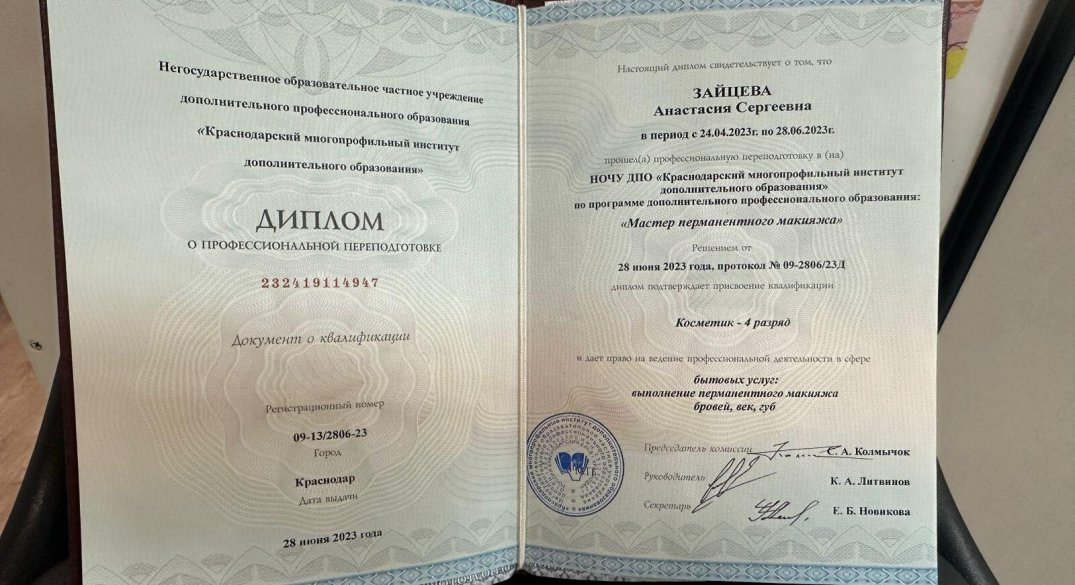 Негосударственное образовательное частное учреждение
дополнительного профессионального образования
«Краснодарский многопрофильный институт
дополнительного образования»
ДИПЛОМ
О ПРОФЕССИОНАЛЬНОЙ ПЕРЕПОДГОТОВКЕ
232419114947
Документ о квалификации
Регистрационный номер
09-13/2806-23
Город
Краснодар
Дата выдачи
28 июня 2023 года
Настоящий диплом свидетельствует о том, что
ЗАЙЦЕВА
Анастасия Сергеевна
в период с 24.04.2023г. по 28.06.2023г.
прошел(а) профессиональную переподготовку в (на)
НОЧУ ДПО «Краснодарский многопрофильный институт
дополнительного образования»
по программе дополнительного профессионального образования:
«Мастер перманентного макияжа»
Решением от
28 июня 2023 года, протокол № 09-2806/23Д
диплом подтверждает присвоение квалификации
Косметик - 4 разряд
и дает право на ведение профессиональной деятельности в сфере
бытовых услуг:
выполнение перманентного макияжа
бровей, век, губ
Председатель комиссии
С. А. Колмычок
Руководитель
К. А. Литвинов
Секретарь
Е. Б. Новикова